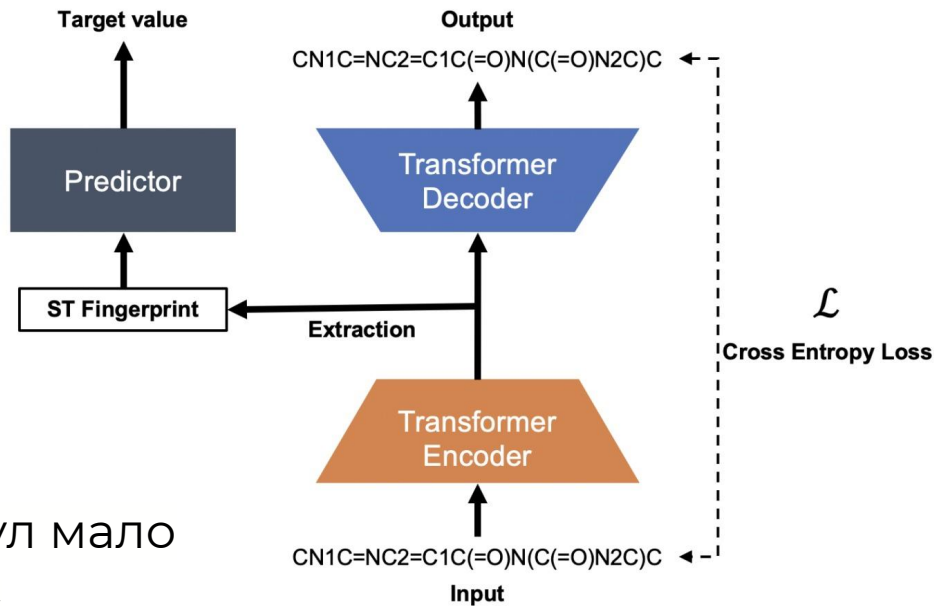 Target value
Output
CN1C=NC2=C1C(=O)N(C(=O)N2C)C
Predictor
Transformer
Decoder
ST Fingerprint
Extraction
ℒ
Cross Entropy Loss
Transformer
Encoder
мало
CN1C=NC2=C1C(=O)N(C(=O)N2C)C
Input